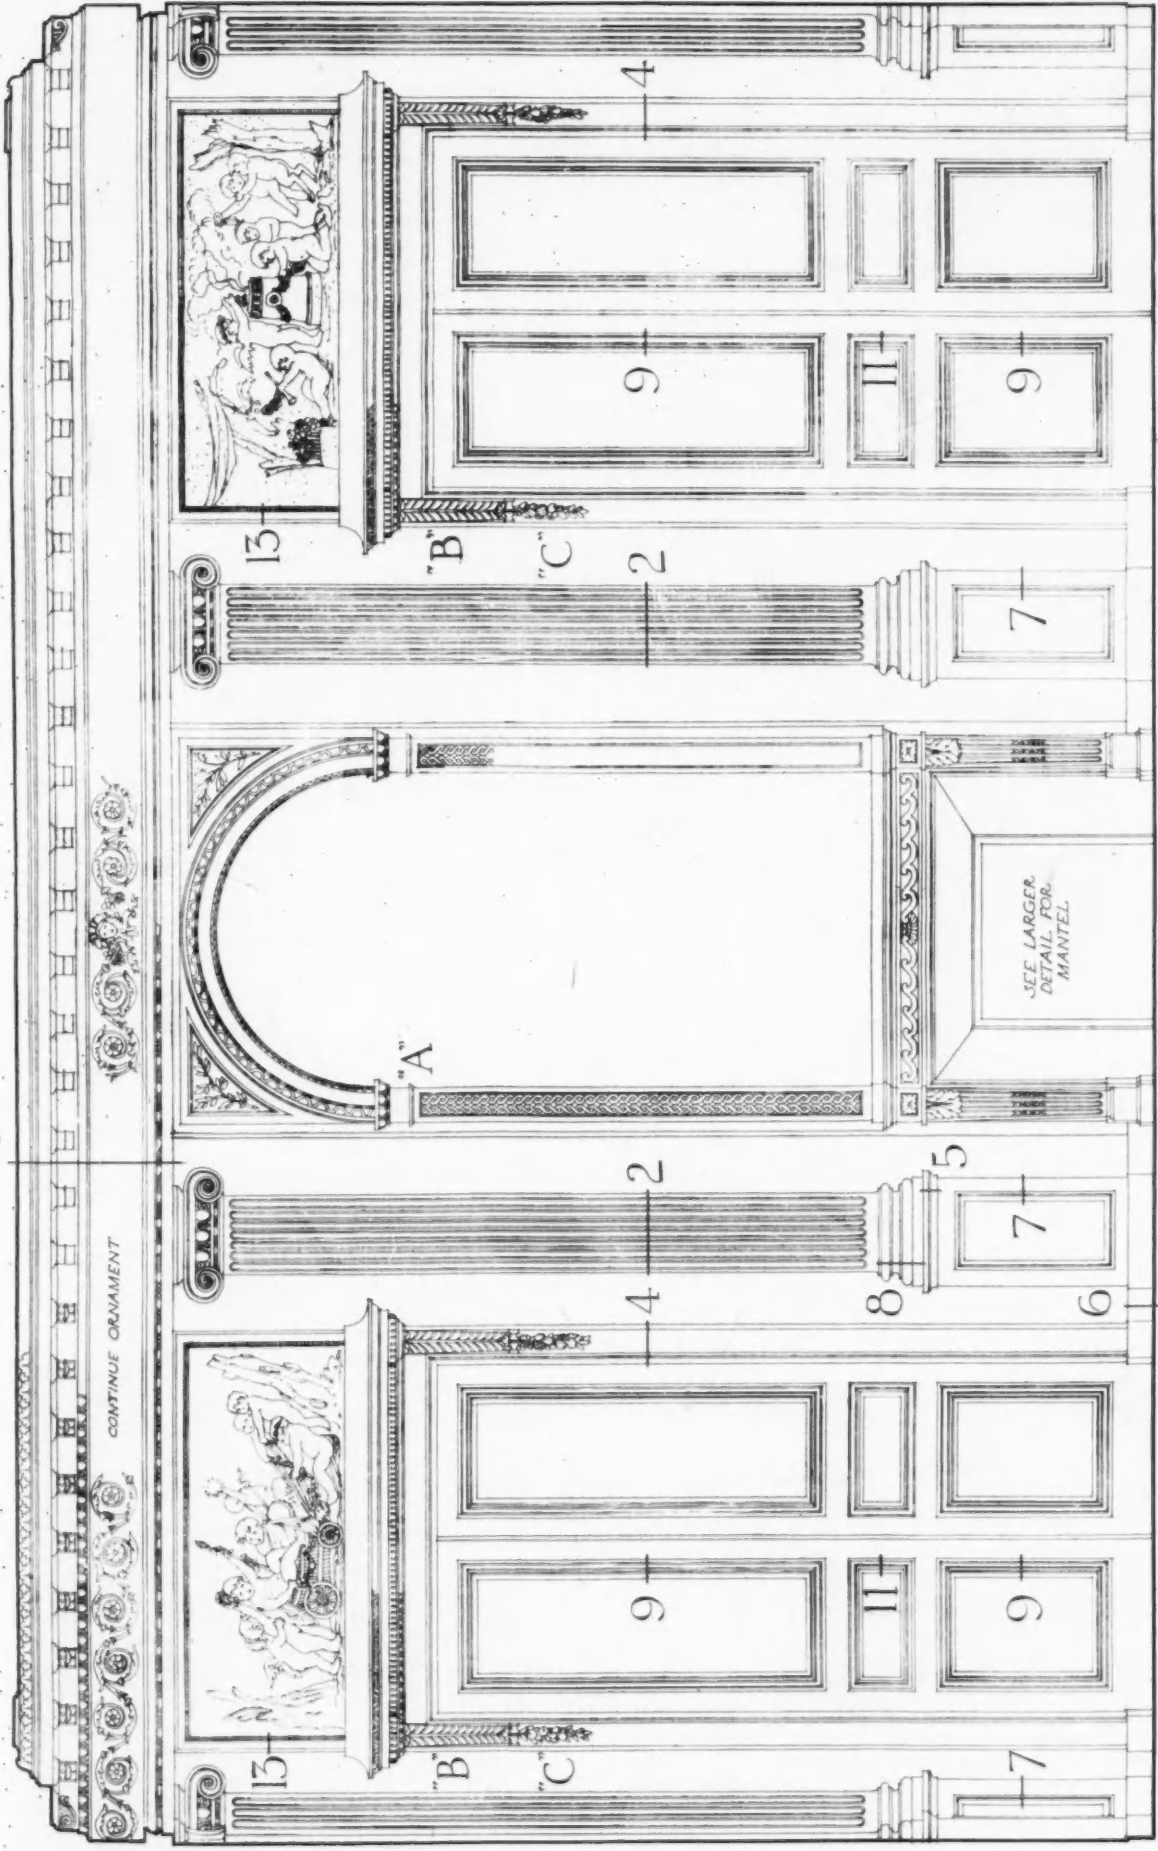 CONTINUE ORNAMENT
13
13
"A"
"B"
"B"
"C"
"C"
9
4
2
2
9
4
11
8
11
5
7
9
7
SEE LARGER
DETAIL FOR
MANTEL
7
9
6